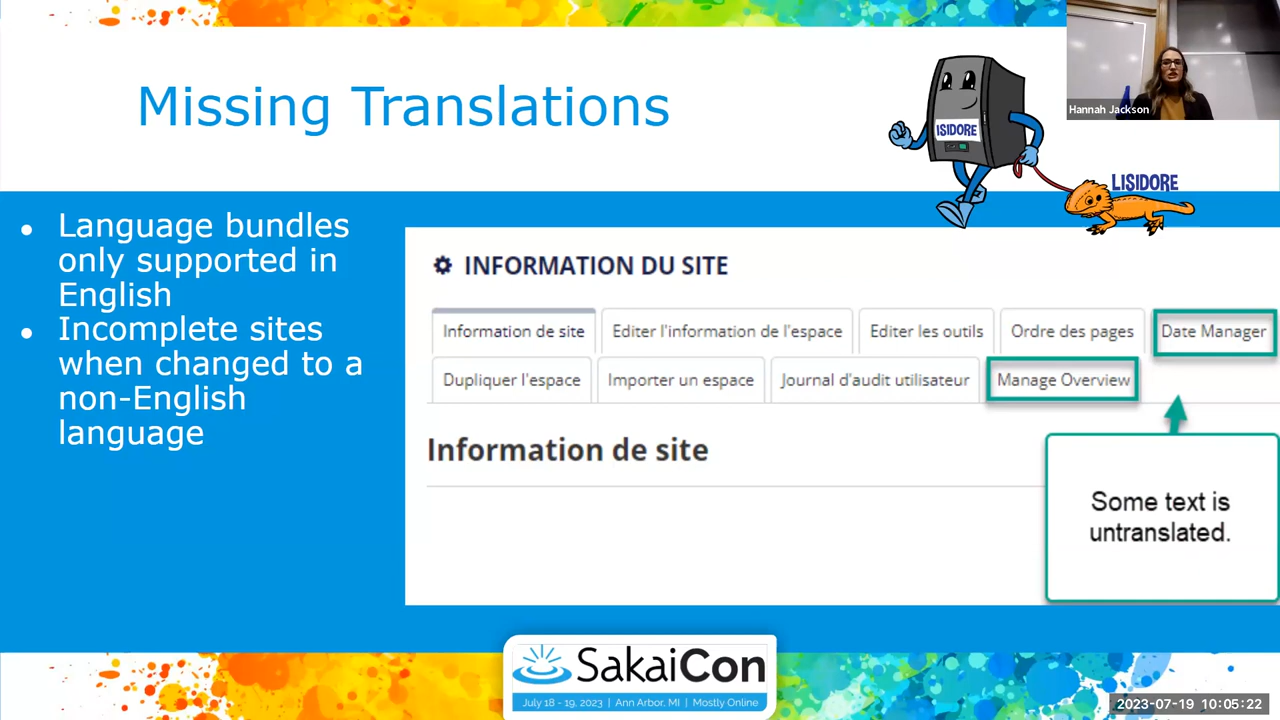 Missing Translations
ISIDORE
LISIDORE
Hannah Jackson
● Language bundles
only supported in
English
● Incomplete sites
when changed to a
non-English
language
INFORMATION DU SITE
Information de site
Editer l'information de l'espace
Editer les outils
Ordre des pages
Date Manager
Dupliquer l'espace
Importer un espace
Journal d'audit utilisateur
Manage Overview
Information de site
Some text is
untranslated.
SakaiCon
July 18 - 19, 2023 | Ann Arbor, MI | Mostly Online
2023-07-19 10:05:22